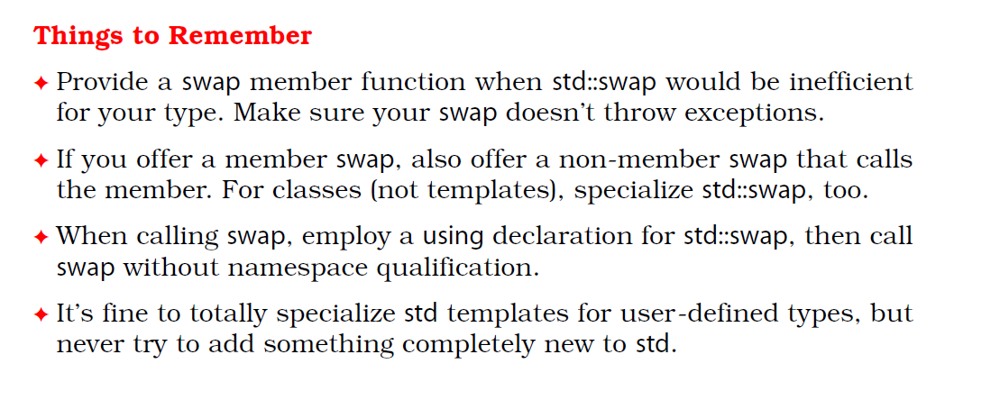 Things to Remember
✦ Provide a swap member function when std::swap would be inefficient
for your type. Make sure your swap doesn't throw exceptions.
✦ If you offer a member swap, also offer a non-member swap that calls
the member. For classes (not templates), specialize std::swap, too.
✦ When calling swap, employ a using declaration for std::swap, then call
swap without namespace qualification.
✦ It's fine to totally specialize std templates for user-defined types, but
never try to add something completely new to std.